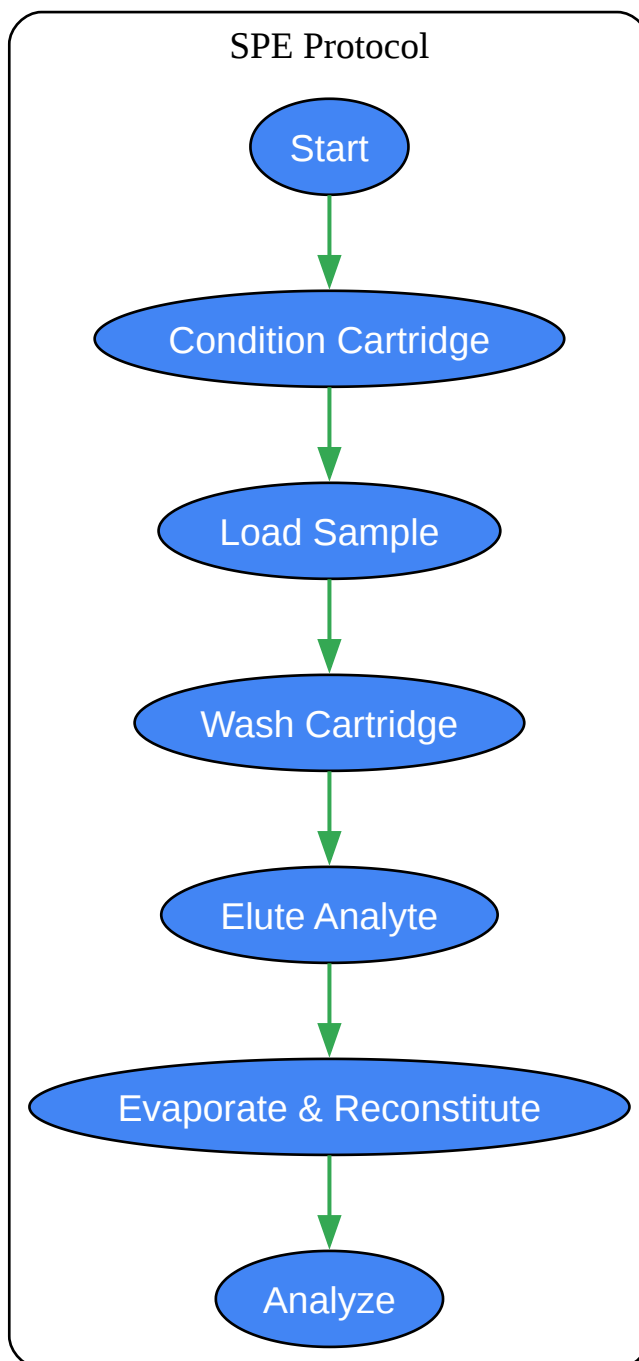 SPE Protocol
Start
Condition Cartridge
Load Sample
Wash Cartridge
Elute Analyte
Evaporate & Reconstitute
Analyze